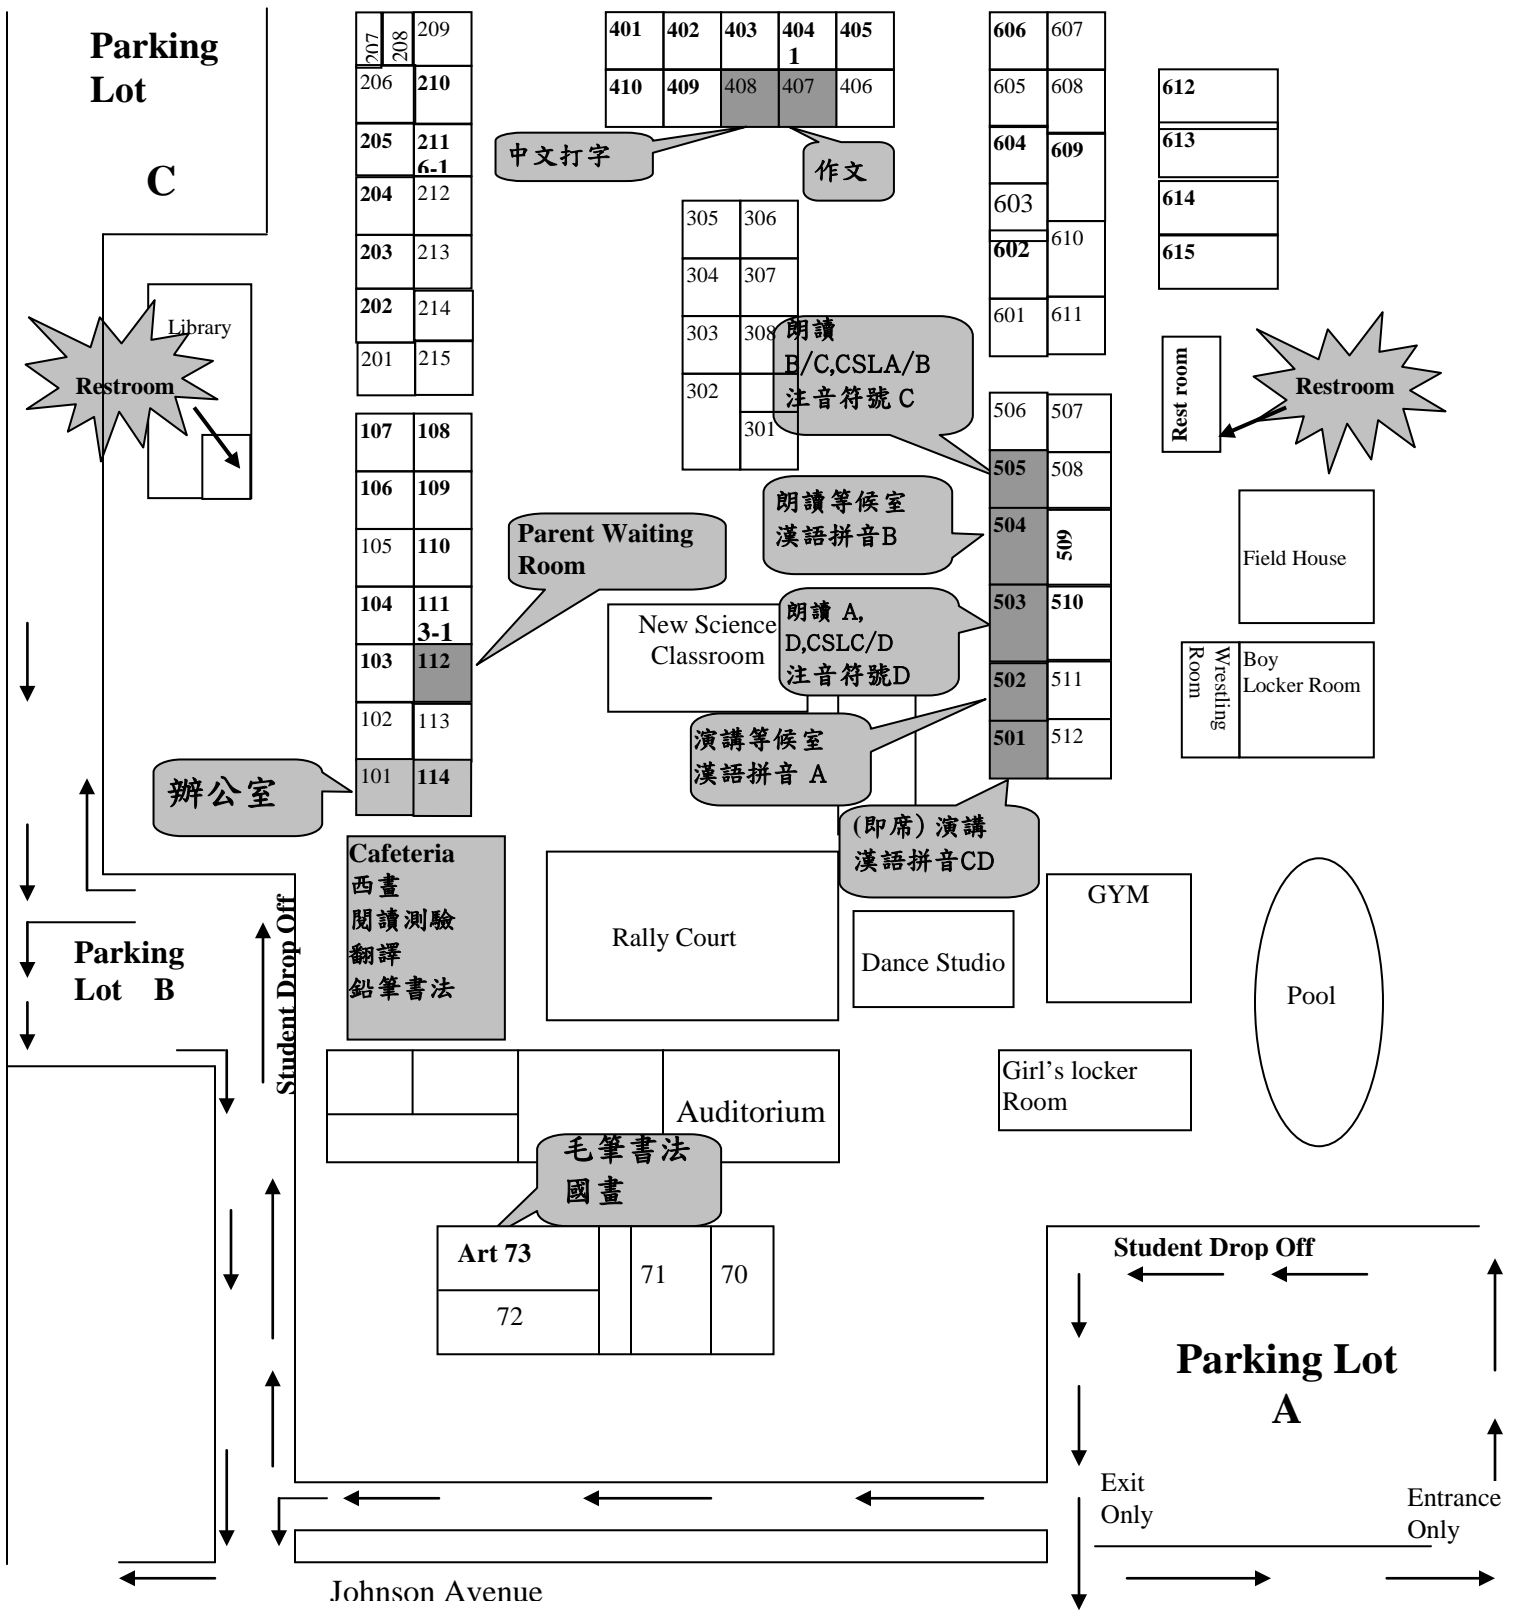 Parking
Lot
C
207
208
209
206
210
205
211
6-1
204
212
203
213
202
214
201
215
401
402
403
404
1
405
410
409
408
407
406
中文打字
作文
305
306
304
307
303
308
302
301
606
607
605
608
604
609
603
602
610
601
611
612
613
614
615
Library
Restroom
Rest room
Restroom
朗讀
B/C,CSLA/B
注音符號 C
107
108
106
109
105
110
104
111
3-1
103
112
102
113
101
114
Parent Waiting
Room
辦公室
506
507
505
508
504
509
503
510
502
511
501
512
朗讀等候室
漢語拼音B
New Science
Classroom
朗讀 A,
D,CSLC/D
注音符號D
演講等候室
漢語拼音 A
(即席) 演講
漢語拼音CD
Field House
Wrestling
Room
Boy
Locker Room
Cafeteria
西畫
閱讀測驗
翻譯
鉛筆書法
Rally Court
Dance Studio
GYM
Pool
Parking
Lot B
Student Drop Off
Auditorium
Girl’s locker
Room
毛筆書法
國畫
Art 73
72
71
70
Student Drop Off
Parking Lot
A
Exit
Only
Entrance
Only
Johnson Avenue